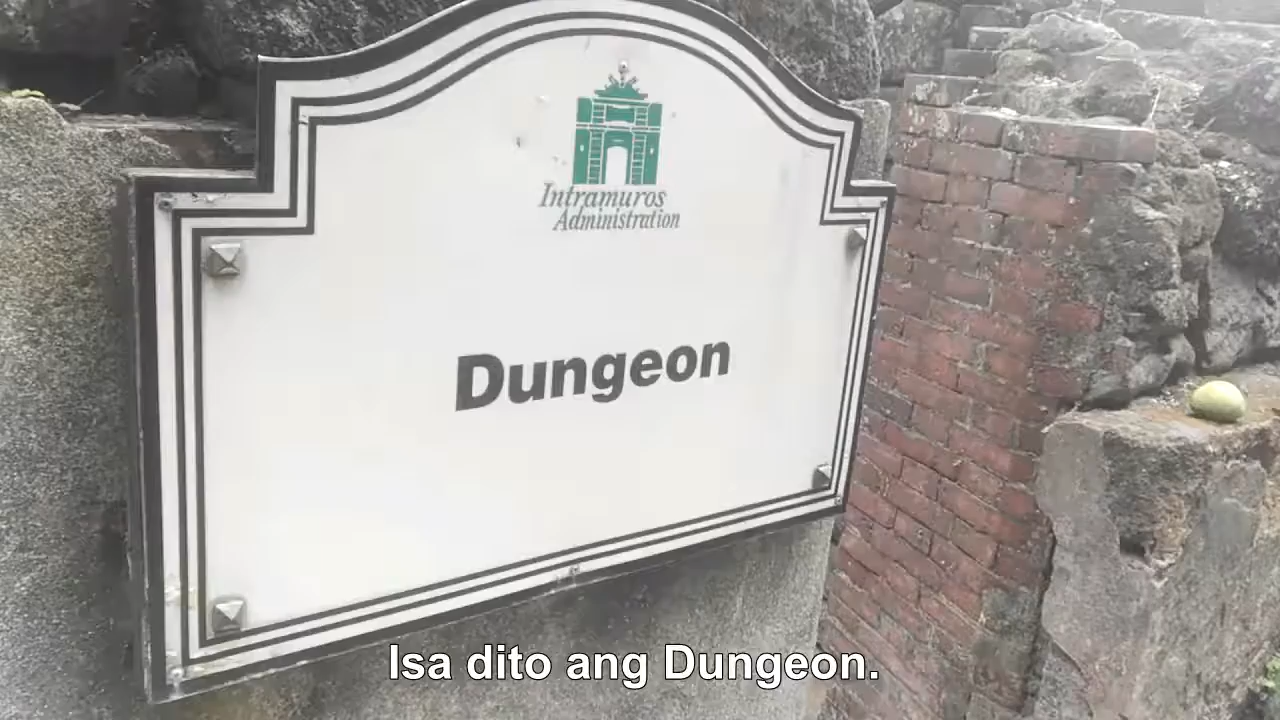 Intramuros
Administration
Dungeon
Isa dito ang Dungeon.